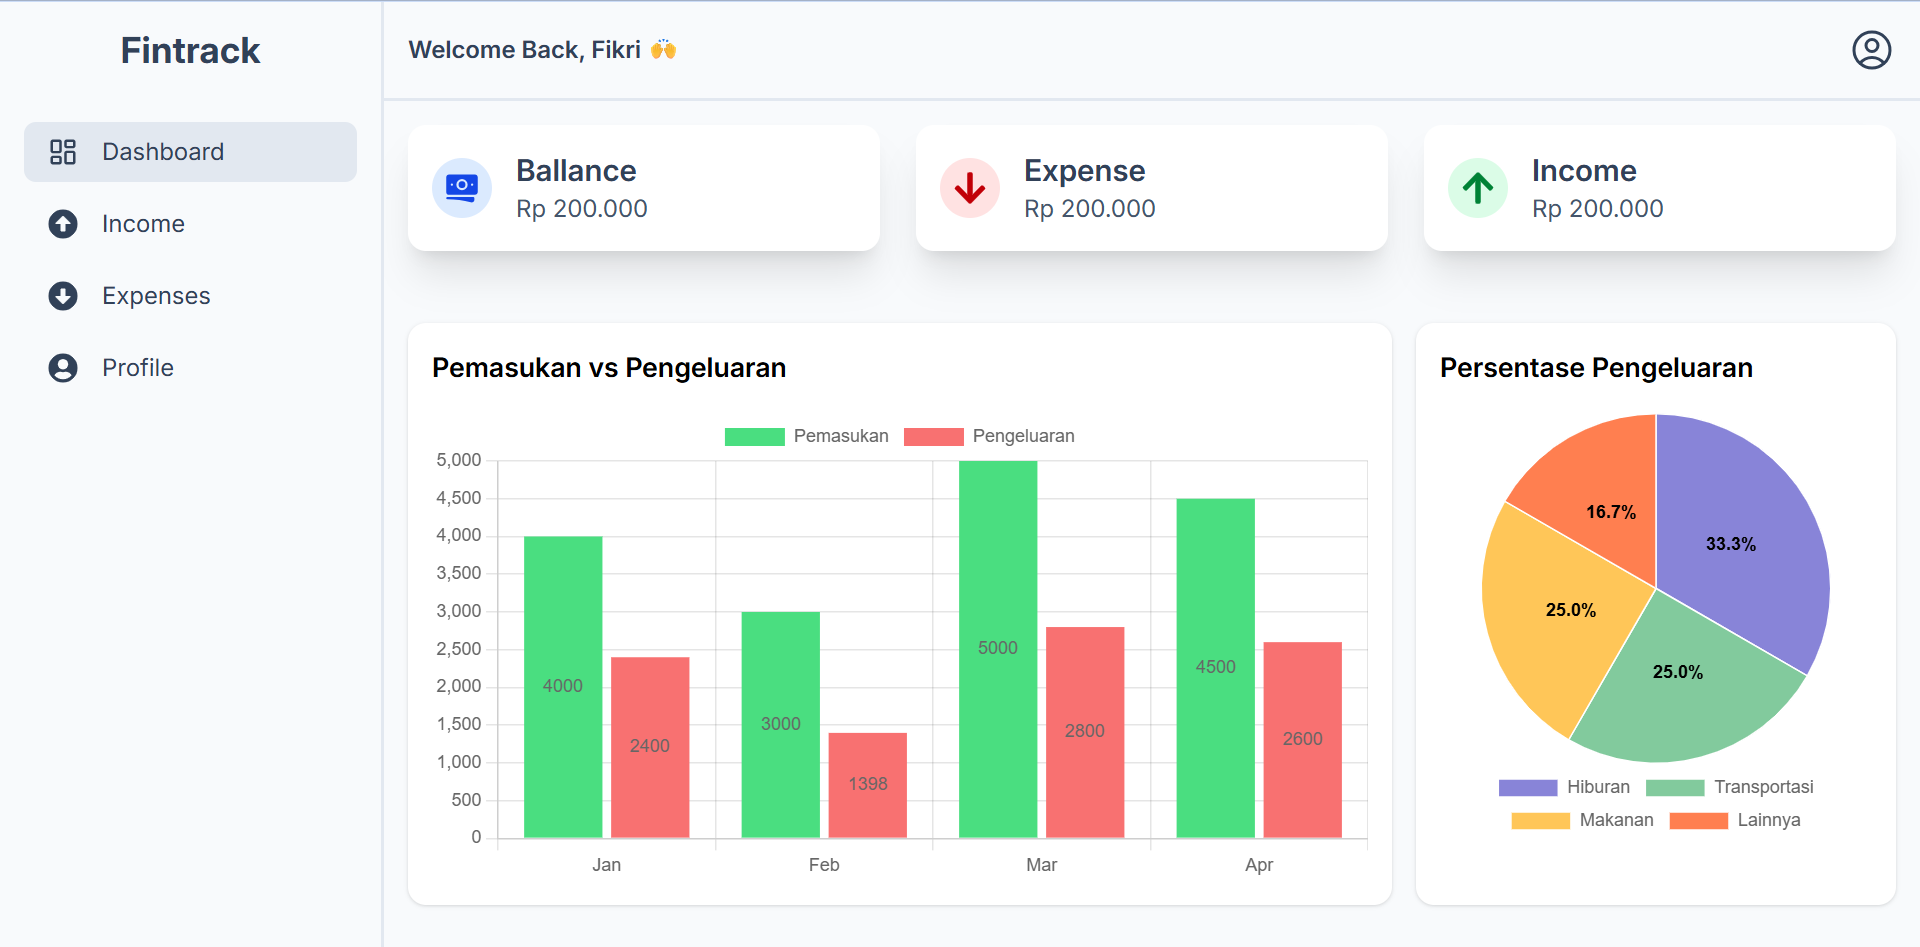 Fintrack
Dashboard
Income
Expenses
Profile
Welcome Back, Fikri 🙌
Ballance
Rp 200.000
Expense
Rp 200.000
Income
Rp 200.000
Pemasukan vs Pengeluaran
Pemasukan Pengeluaran
5,000
4,500
4,000
3,500
3,000
2,500
2,000
1,500
1,000
500
0
4000
2400
3000
1398
5000
2800
4500
2600
Jan Feb Mar Apr
Persentase Pengeluaran
16.7%
33.3%
25.0%
25.0%
Hiburan Transportasi
Makanan Lainnya